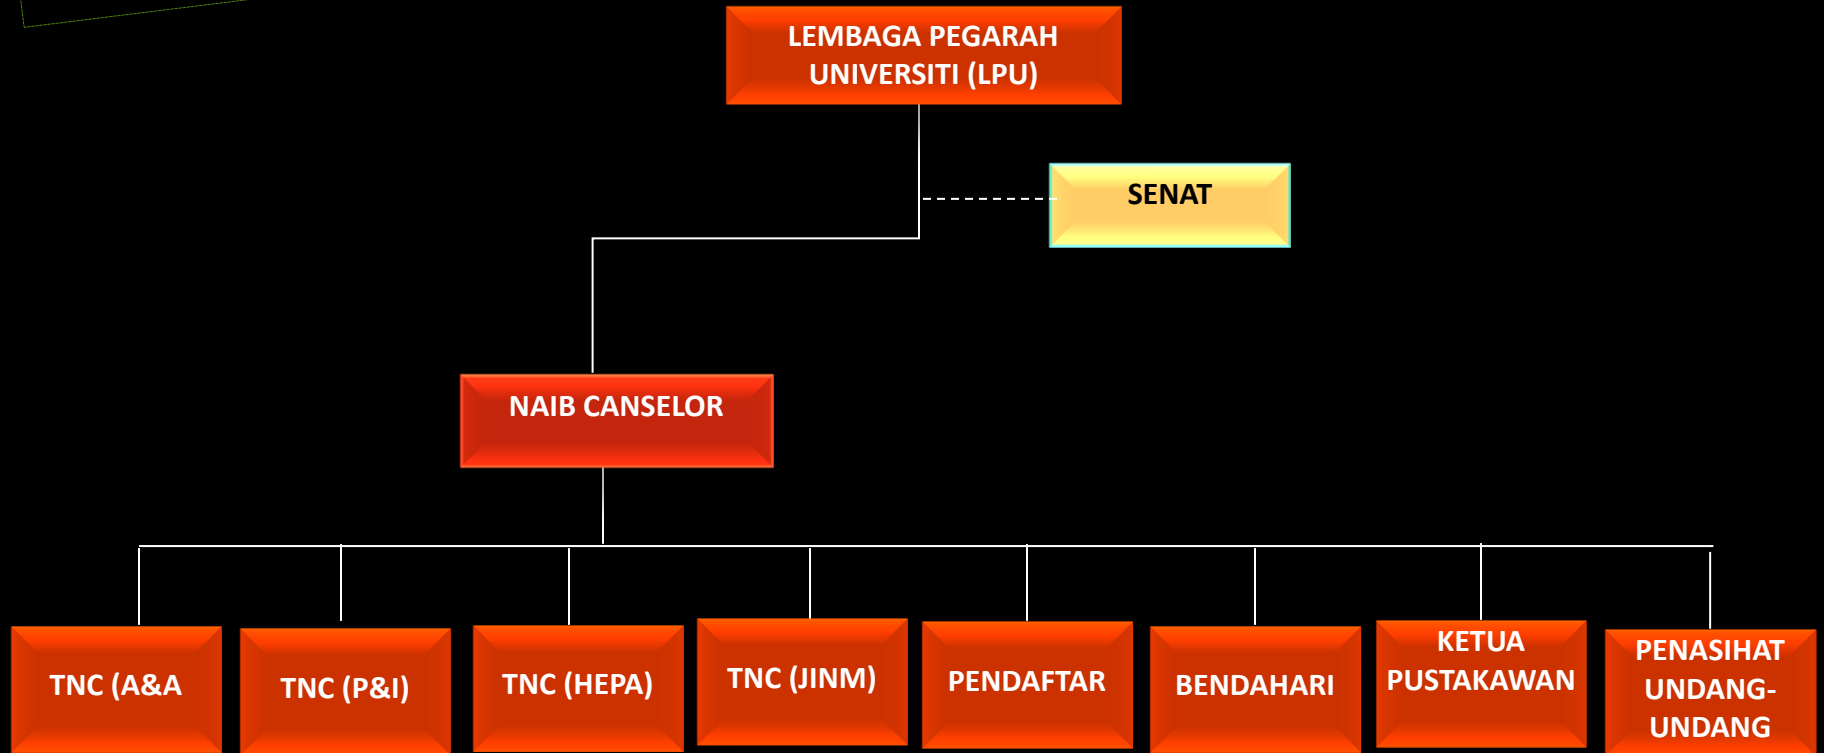 LEMBAGA PEGARAH
UNIVERSITI (LPU)
SENAT
NAIB CANSELOR
TNC (A&A
TNC (P&I)
TNC (HEPA)
TNC (JINM)
PENDAFTAR
BENDAHARI
KETUA
PUSTAKAWAN
PENASIHAT
UNDANG-
UNDANG